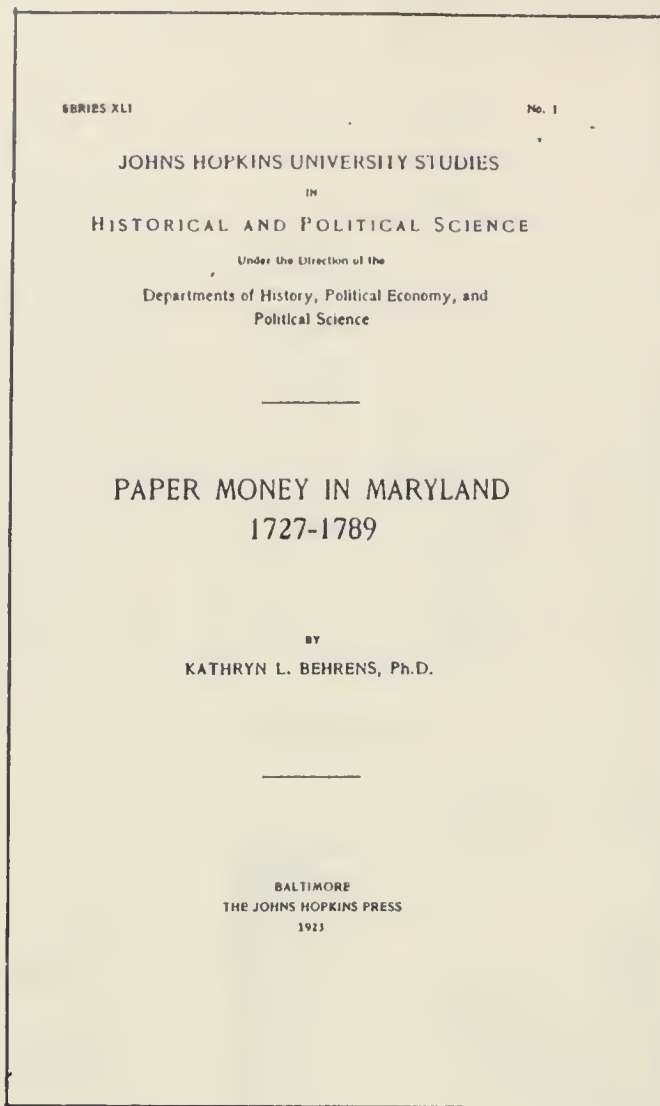 SERIES XLI No. 1
JOHNS HOPKINS UNIVERSITY STUDIES
IN
HISTORICAL AND POLITICAL SCIENCE
Under the Direction of the
Departments of History, Political Economy, and
Political Science
PAPER MONEY IN MARYLAND
1727-1789
BY
KATHRYN L. BEHRENS, Ph.D.
BALTIMORE
THE JOHNS HOPKINS PRESS
1923